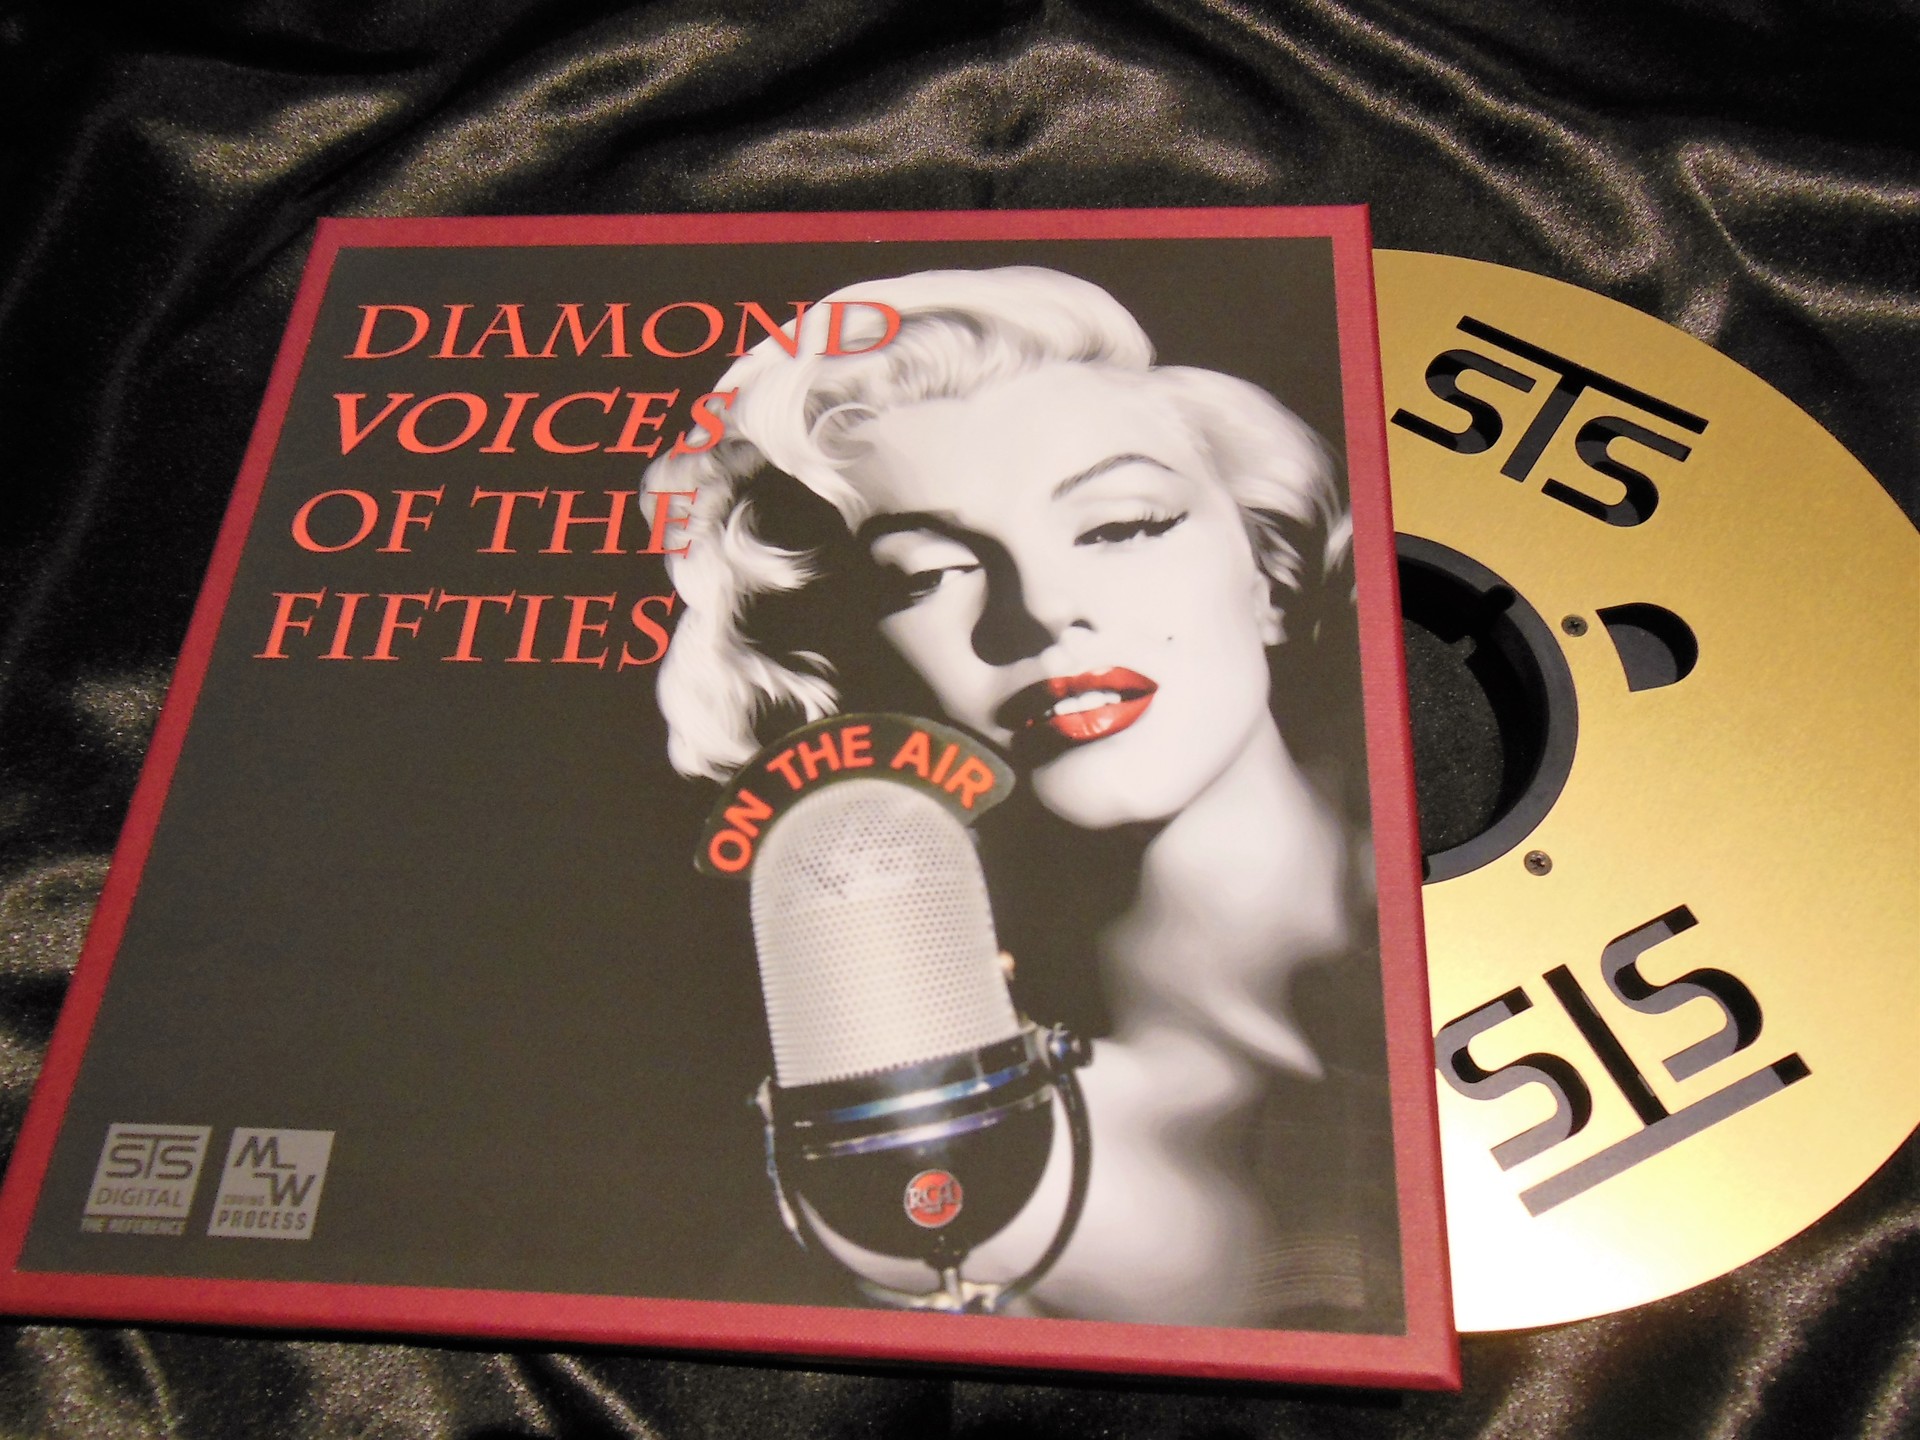 DIAMOND
VOICES
OF THE
FIFTIES
ON THE AIR
RCA
STS
DIGITAL
THE REFERENCE
MW
CODING
PROCESS
STS
STS